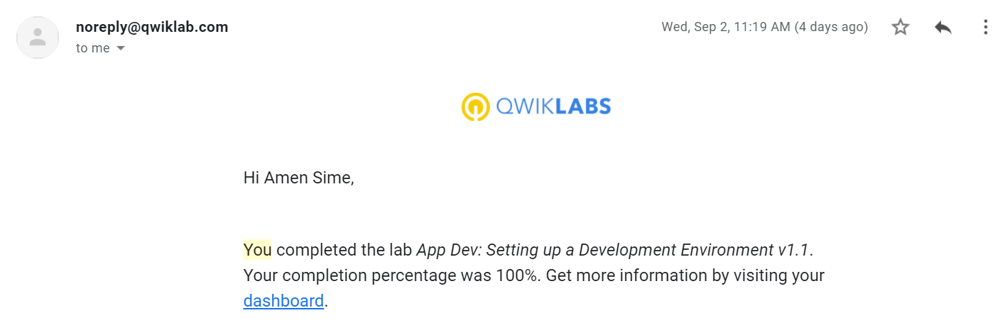 noreply@qwiklab.com
Wed, Sep 2, 11:19 AM (4 days ago)
to me
QWIKLABS
Hi Amen Sime,
You completed the lab App Dev: Setting up a Development Environment v1.1.
Your completion percentage was 100%. Get more information by visiting your
dashboard.